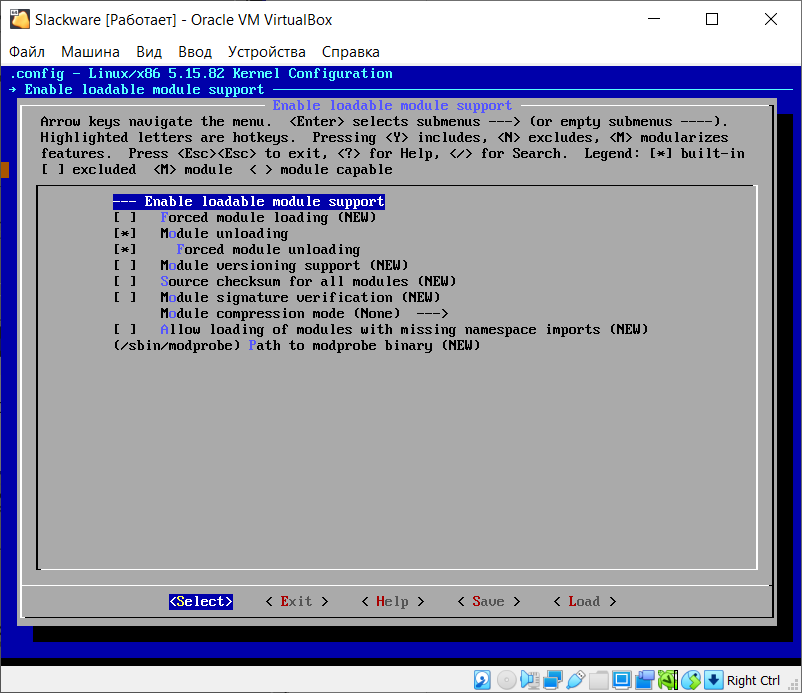 Slackware [Работает] - Oracle VM VirtualBox
Файл Машина Вид Ввод Устройства Справка
.config - Linux/x86 5.15.82 Kernel Configuration
→ Enable loadable module support
Enable loadable module support
Arrow keys navigate the menu.  <Enter> selects submenus ---> (or empty submenus ----).
Highlighted letters are hotkeys.  Pressing <Y> includes, <N> excludes, <M> modularizes
features.  Press <Esc><Esc> to exit, <?> for Help, </> for Search.  Legend: [*] built-in
[ ] excluded  <M> module  < > module capable
--- Enable loadable module support
[ ]   Forced module loading (NEW)
[*]   Module unloading
[*]     Forced module unloading
[ ]   Module versioning support (NEW)
[ ]   Source checksum for all modules (NEW)
[ ]   Module signature verification (NEW)
Module compression mode (None)  --->
[ ]   Allow loading of modules with missing namespace imports (NEW)
(/sbin/modprobe) Path to modprobe binary (NEW)
<Select>    < Exit >    < Help >    < Save >    < Load >
Right Ctrl